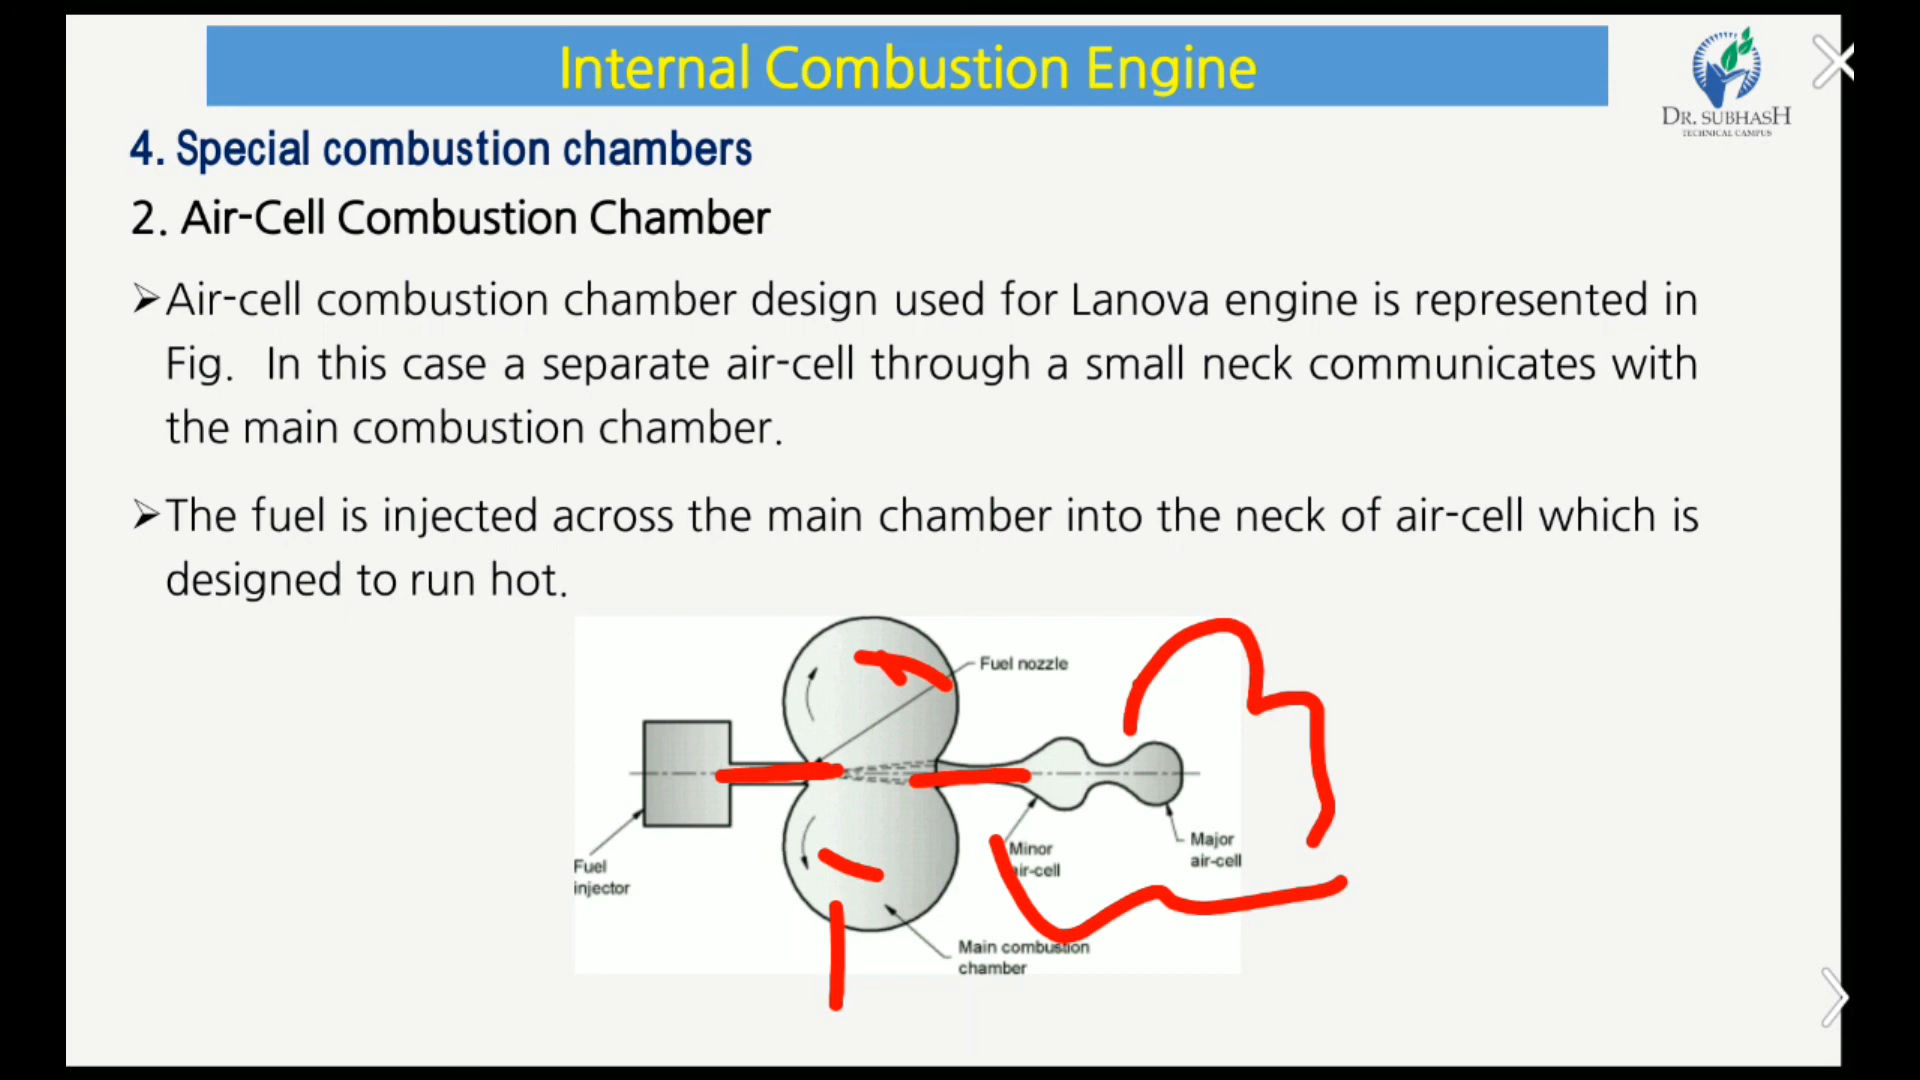 Internal Combustion Engine
DR. SUBHASH
TECHNICAL CAMPUS
4. Special combustion chambers
2. Air-Cell Combustion Chamber
➢Air-cell combustion chamber design used for Lanova engine is represented in
Fig. In this case a separate air-cell through a small neck communicates with
the main combustion chamber.
➢The fuel is injected across the main chamber into the neck of air-cell which is
designed to run hot.
Fuel nozzle
Fuel
injector
Minor
air-cell
Major
air-cell
Main combustion
chamber